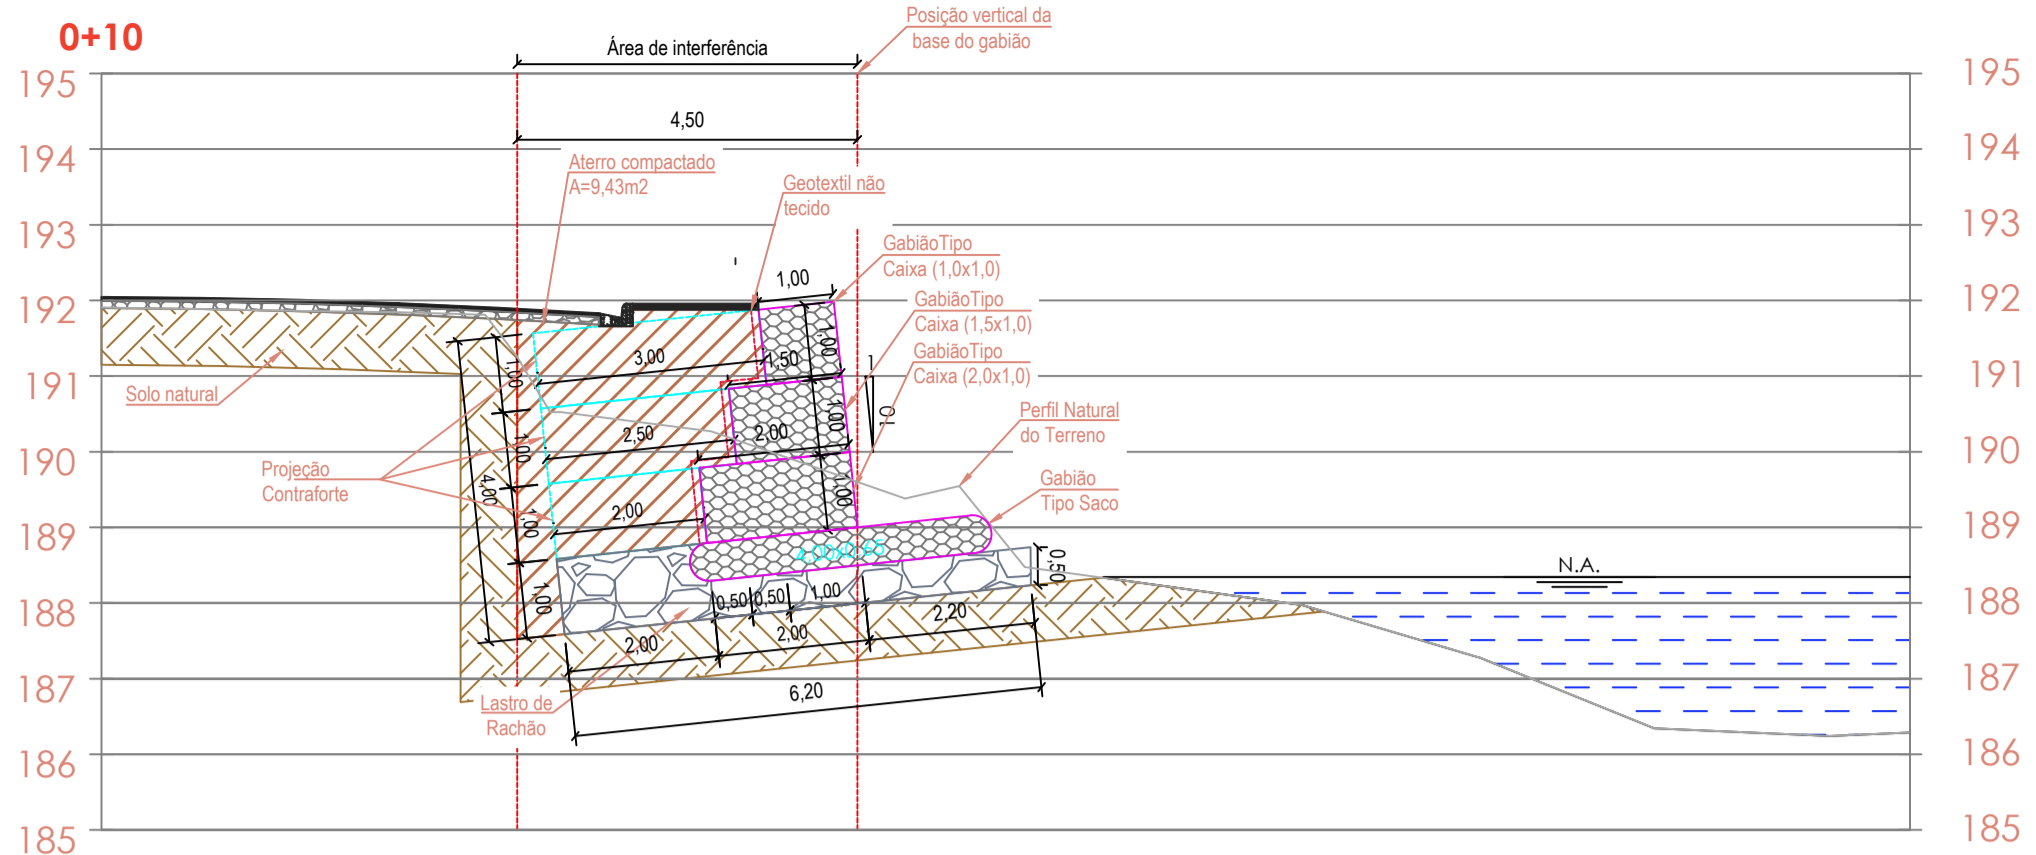 0+10
Posição vertical da
base do gabião
Área de interferência
195
195
4,50
194
194
Aterro compactado
A=9,43m2
Geotextil não
tecido
193
193
GabiãoTipo
Caixa (1,0x1,0)
1,00
GabiãoTipo
Caixa (1,5x1,0)
192
192
1,00
GabiãoTipo
Caixa (2,0x1,0)
3,00
1,50
1,00
1
191
191
Solo natural
0,1
1,00
Perfil Natural
do Terreno
2,50
2,00
1,00
190
190
Projeção
Contraforte
4,00
1,00
Gabião
Tipo Saco
2,00
1,00
189
189
4,00x0,65
0,50
N.A.
1,00
0,50
0,50
1,00
188
188
2,20
2,00
2,00
187
187
6,20
Lastro de
Rachão
186
186
185
185